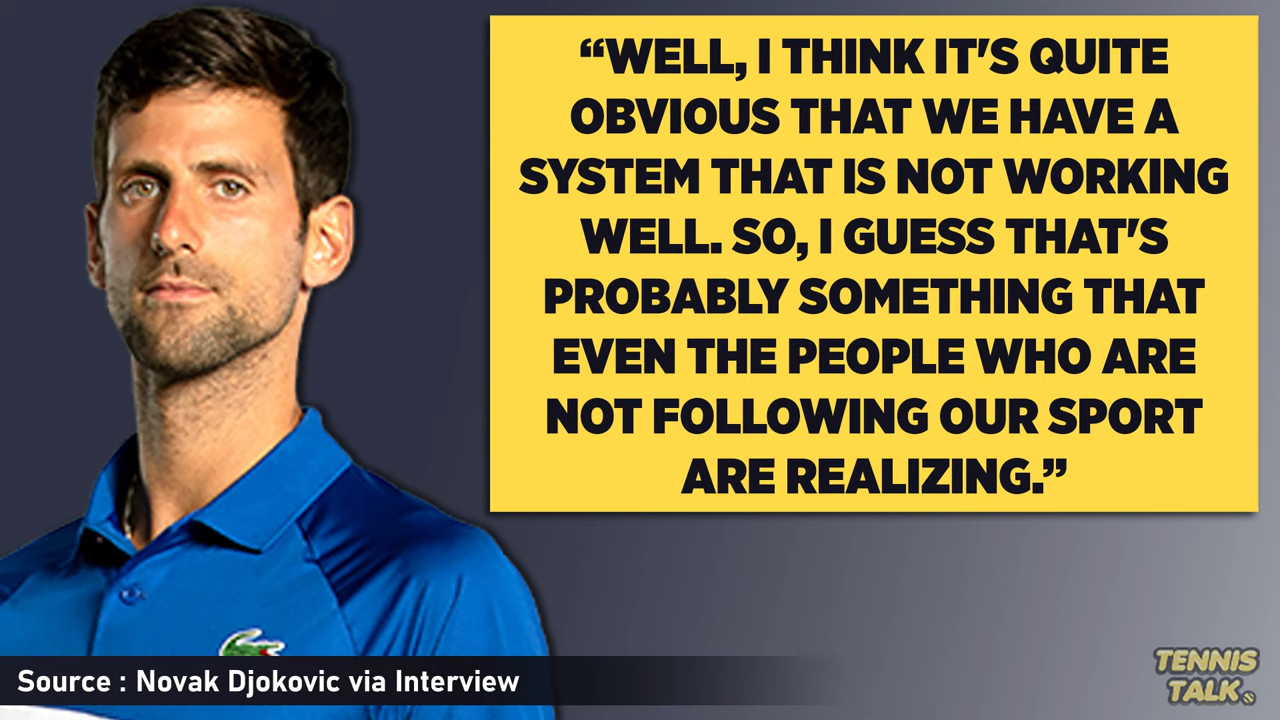 “WELL, I THINK IT'S QUITE
OBVIOUS THAT WE HAVE A
SYSTEM THAT IS NOT WORKING
WELL. SO, I GUESS THAT'S
PROBABLY SOMETHING THAT
EVEN THE PEOPLE WHO ARE
NOT FOLLOWING OUR SPORT
ARE REALIZING.”
Source : Novak Djokovic via Interview
TENNIS
TALK